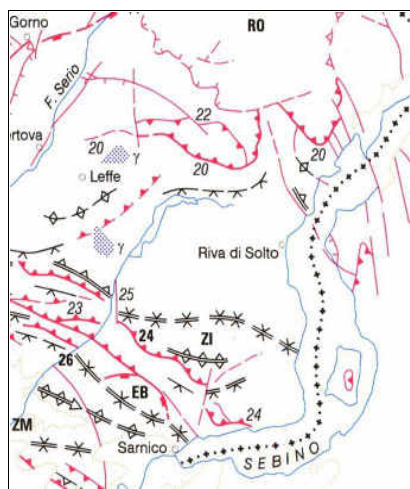 Gorno
RO
F. Serio
ertova
22
20
γ
20
20
Leffe
γ
Riva di Solto
25
23
24
ZI
26
EB
24
ZM
Sarnico
SEBINO